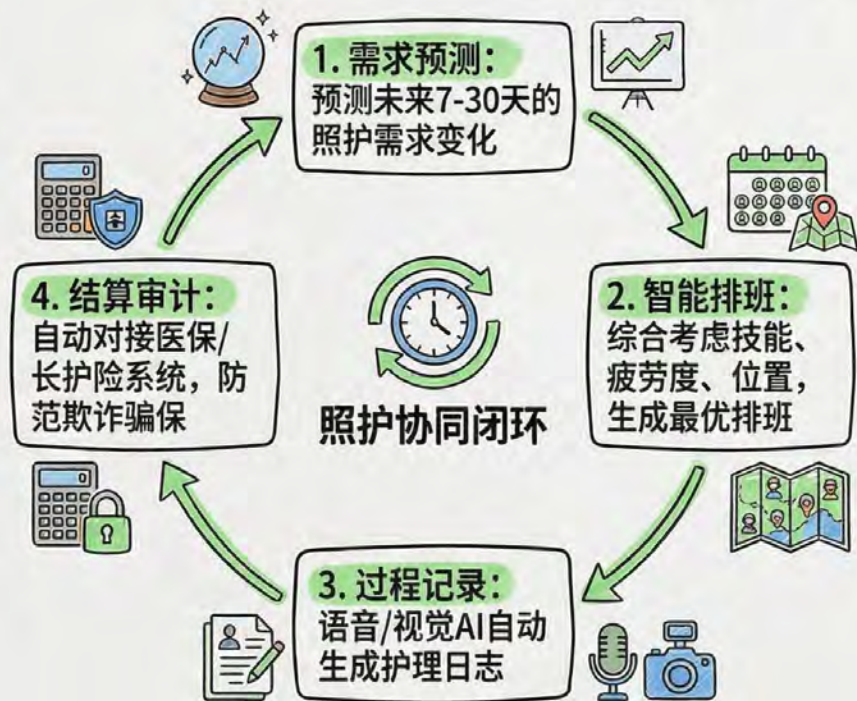 1. 需求预测：
预测未来7-30天的
照护需求变化
2. 智能排班：
综合考虑技能、
疲劳度、位置，
生成最优排班
3. 过程记录：
语音/视觉AI自动
生成护理日志
4. 结算审计：
自动对接医保/
长护险系统，防
范欺诈骗保
照护协同闭环